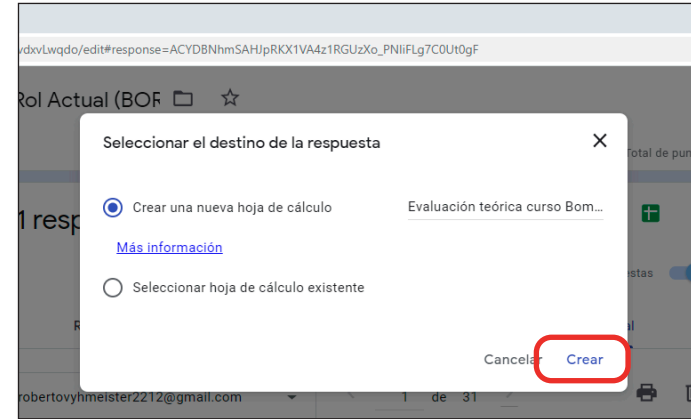 vdxvLwqdo/edit#response=ACYDBNhmSAHJpRKX1VA4z1RGUzXo_PNIiFLg7C0Ut0gF
Rol Actual (BOR
Seleccionar el destino de la respuesta
Total de pun
Crear una nueva hoja de cálculo Evaluación teórica curso Bom...
1 resp
Más información
Seleccionar hoja de cálculo existente
estas
Cancelar Crear
robertovyhmeister2212@gmail.com 1 de 31